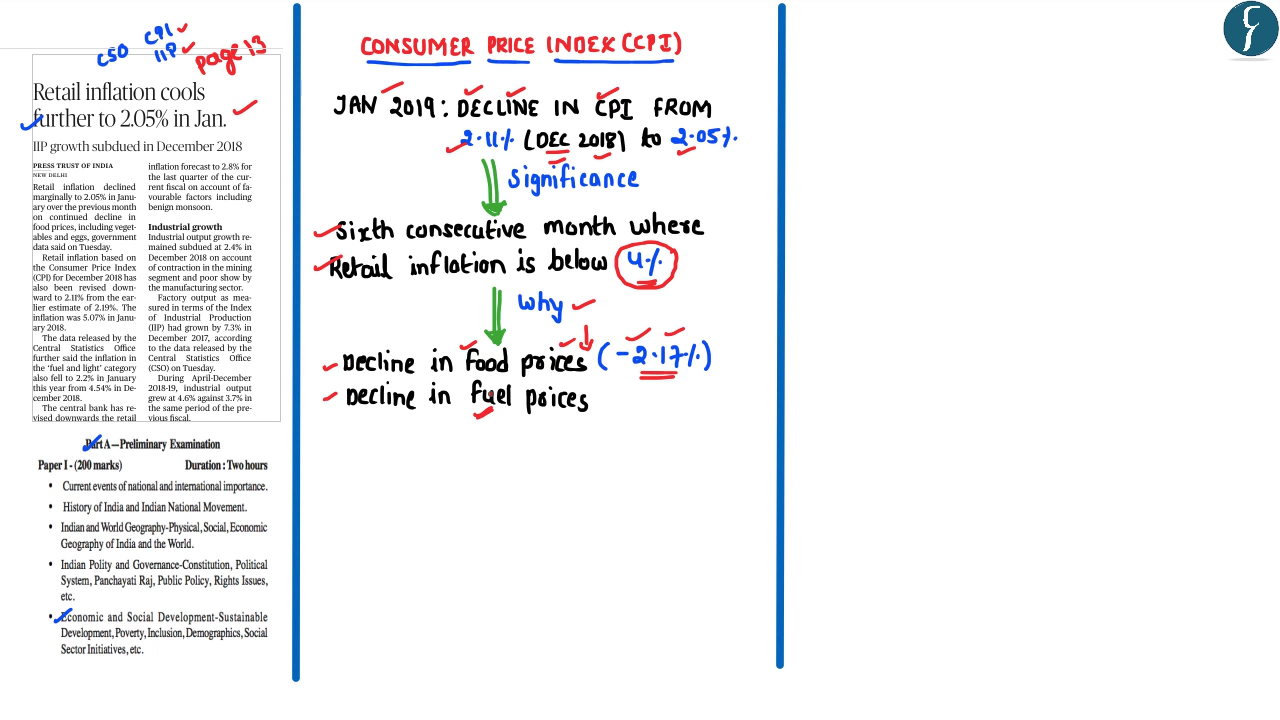 CSO
CPI
IIP
page 13
Retail inflation cools
further to 2.05% in Jan.
IIP growth subdued in December 2018
PRESS TRUST OF INDIA
NEW DELHI
Retail inflation declined
marginally to 2.05% in Janu-
ary over the previous month
on continued decline in
food prices, including veget-
ables and eggs, government
data said on Tuesday.
Retail inflation based on
the Consumer Price Index
(CPI) for December 2018 has
also been revised down-
ward to 2.11% from the ear-
lier estimate of 2.19%. The
inflation was 5.07% in Janu-
ary 2018.
The data released by the
Central Statistics Office
further said the inflation in
the 'fuel and light' category
also fell to 2.2% in January
this year from 4.54% in De-
cember 2018.
The central bank has re-
vised downwards the retail
inflation forecast to 2.8% for
the last quarter of the cur-
rent fiscal on account of fa-
vourable factors including
benign monsoon.
Industrial growth
Industrial output growth re-
mained subdued at 2.4% in
December 2018 on account
of contraction in the mining
segment and poor show by
the manufacturing sector.
Factory output as mea-
sured in terms of the Index
of Industrial Production
(IIP) had grown by 7.3% in
December 2017, according
to the data released by the
Central Statistics Office
(CSO) on Tuesday.
During April-December
2018-19, industrial output
grew at 4.6% against 3.7% in
the same period of the pre-
vious fiscal.
Part A—Preliminary Examination
Paper I - (200 marks) Duration : Two hours
• Current events of national and international importance.
• History of India and Indian National Movement.
• Indian and World Geography-Physical, Social, Economic
Geography of India and the World.
• Indian Polity and Governance-Constitution, Political
System, Panchayati Raj, Public Policy, Rights Issues,
etc.
• Economic and Social Development-Sustainable
Development, Poverty, Inclusion, Demographics, Social
Sector Initiatives, etc.
CONSUMER PRICE INDEX (CPI)
JAN 2019: DECLINE IN CPI FROM
2.11% (DEC 2018) to 2.05%.
Significance
Sixth consecutive month where
Retail inflation is below 4%
Why
Decline in food prices (-2.17%)
Decline in fuel prices